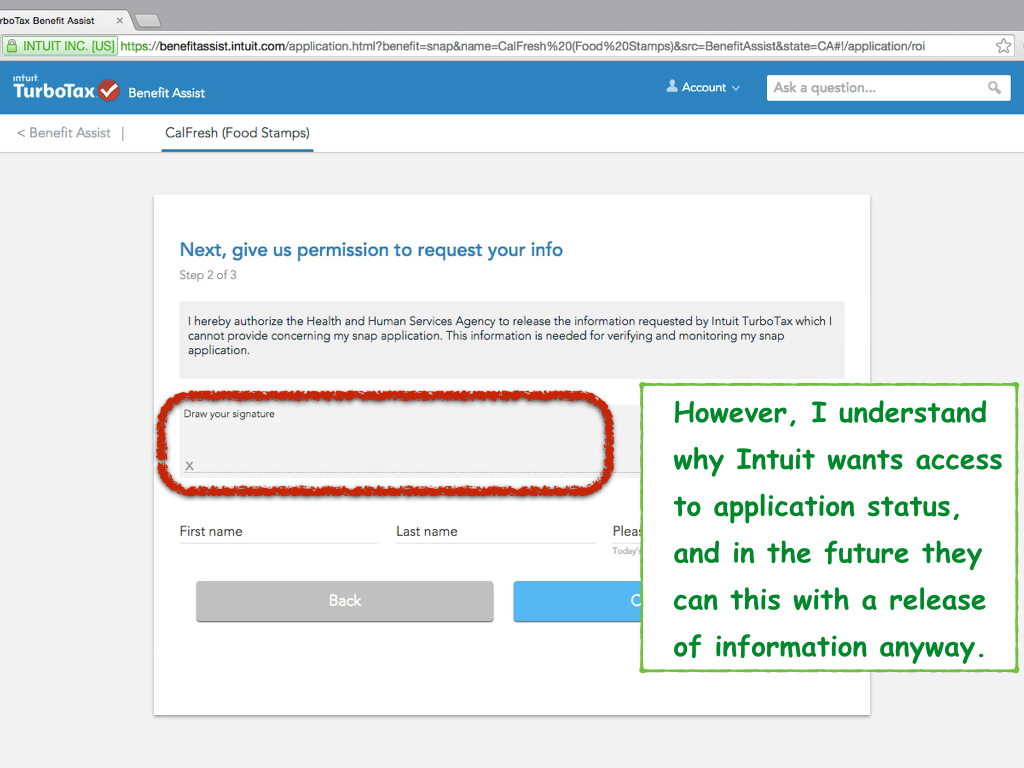 rboTax Benefit Assist ×
INTUIT INC. [US] https://benefitassist.intuit.com/application.html?benefit=snap&name=CalFresh%20(Food%20Stamps)&src=BenefitAssist&state=CA#!/application/roi
intuit
TurboTax Benefit Assist
Account
Ask a question...
< Benefit Assist |
CalFresh (Food Stamps)
Next, give us permission to request your info
Step 2 of 3
I hereby authorize the Health and Human Services Agency to release the information requested by Intuit TurboTax which I
cannot provide concerning my snap application. This information is needed for verifying and monitoring my snap
application.
Draw your signature
X
First name
Last name
Pleas
Today's
Back
C
However, I understand
why Intuit wants access
to application status,
and in the future they
can this with a release
of information anyway.